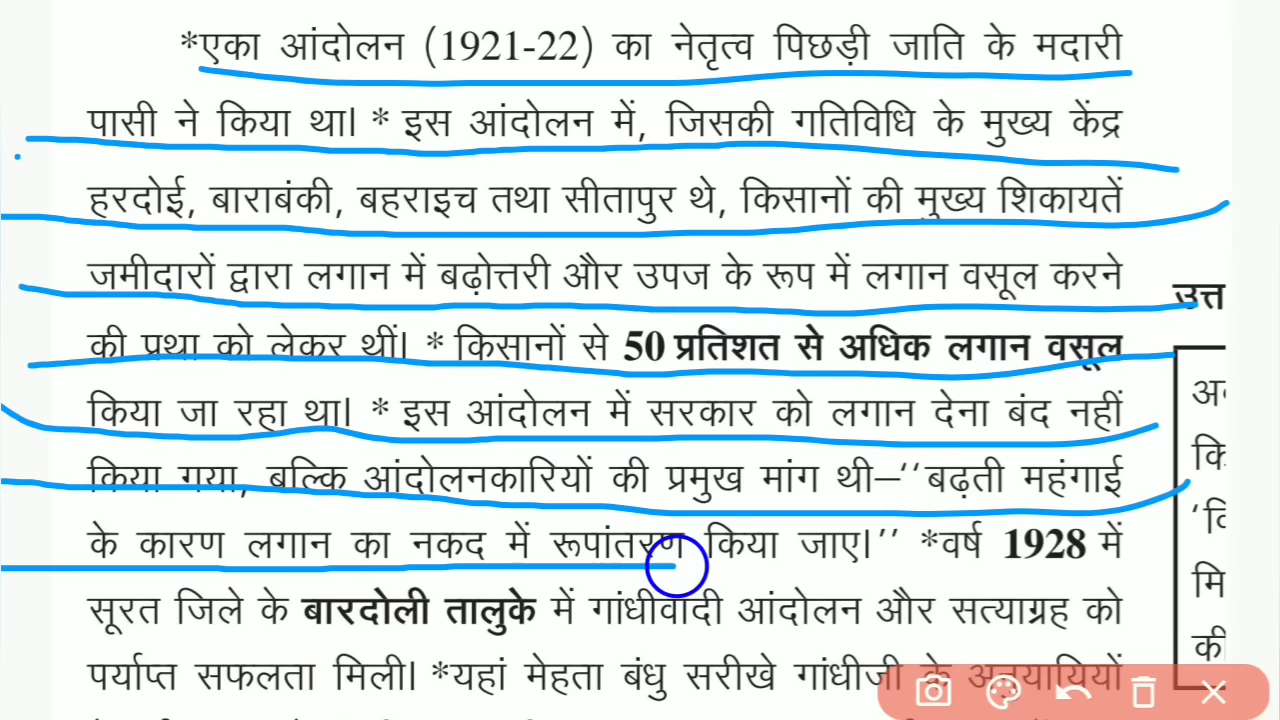 *एका आंदोलन (1921-22) का नेतृत्व पिछड़ी जाति के मदारी
पासी ने किया था। * इस आंदोलन में, जिसकी गतिविधि के मुख्य केंद्र
हरदोई, बाराबंकी, बहराइच तथा सीतापुर थे, किसानों की मुख्य शिकायतें
जमीदारों द्वारा लगान में बढ़ोत्तरी और उपज के रूप में लगान वसूल करने
की प्रथा को लेकर थीं। * किसानों से 50 प्रतिशत से अधिक लगान वसूल
किया जा रहा था। * इस आंदोलन में सरकार को लगान देना बंद नहीं
किया गया, बल्कि आंदोलनकारियों की प्रमुख मांग थी–‘‘बढ़ती महंगाई
के कारण लगान का नकद में रूपांतरण किया जाए।’’ *वर्ष 1928 में
सूरत जिले के बारदोली तालुके में गांधीवादी आंदोलन और सत्याग्रह को
पर्याप्त सफलता मिली। *यहां मेहता बंधु सरीखे गांधीजी के अनुयायियों